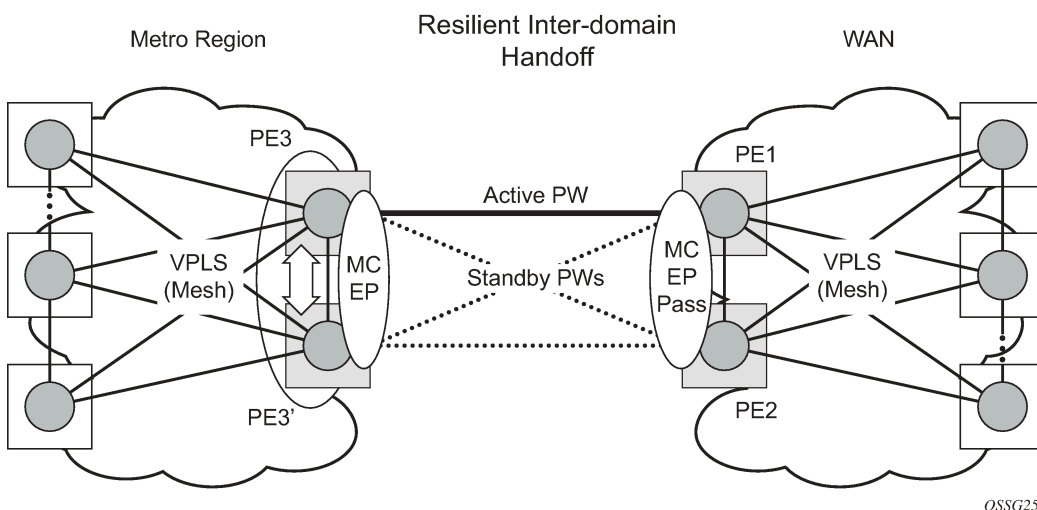 Resilient Inter-domain
Handoff
Metro Region
WAN
PE3
PE1
Active PW
VPLS
(Mesh)
MC
EP
Standby PWs
MC
EP
Pass
VPLS
(Mesh)
PE3’
PE2
OSSG25